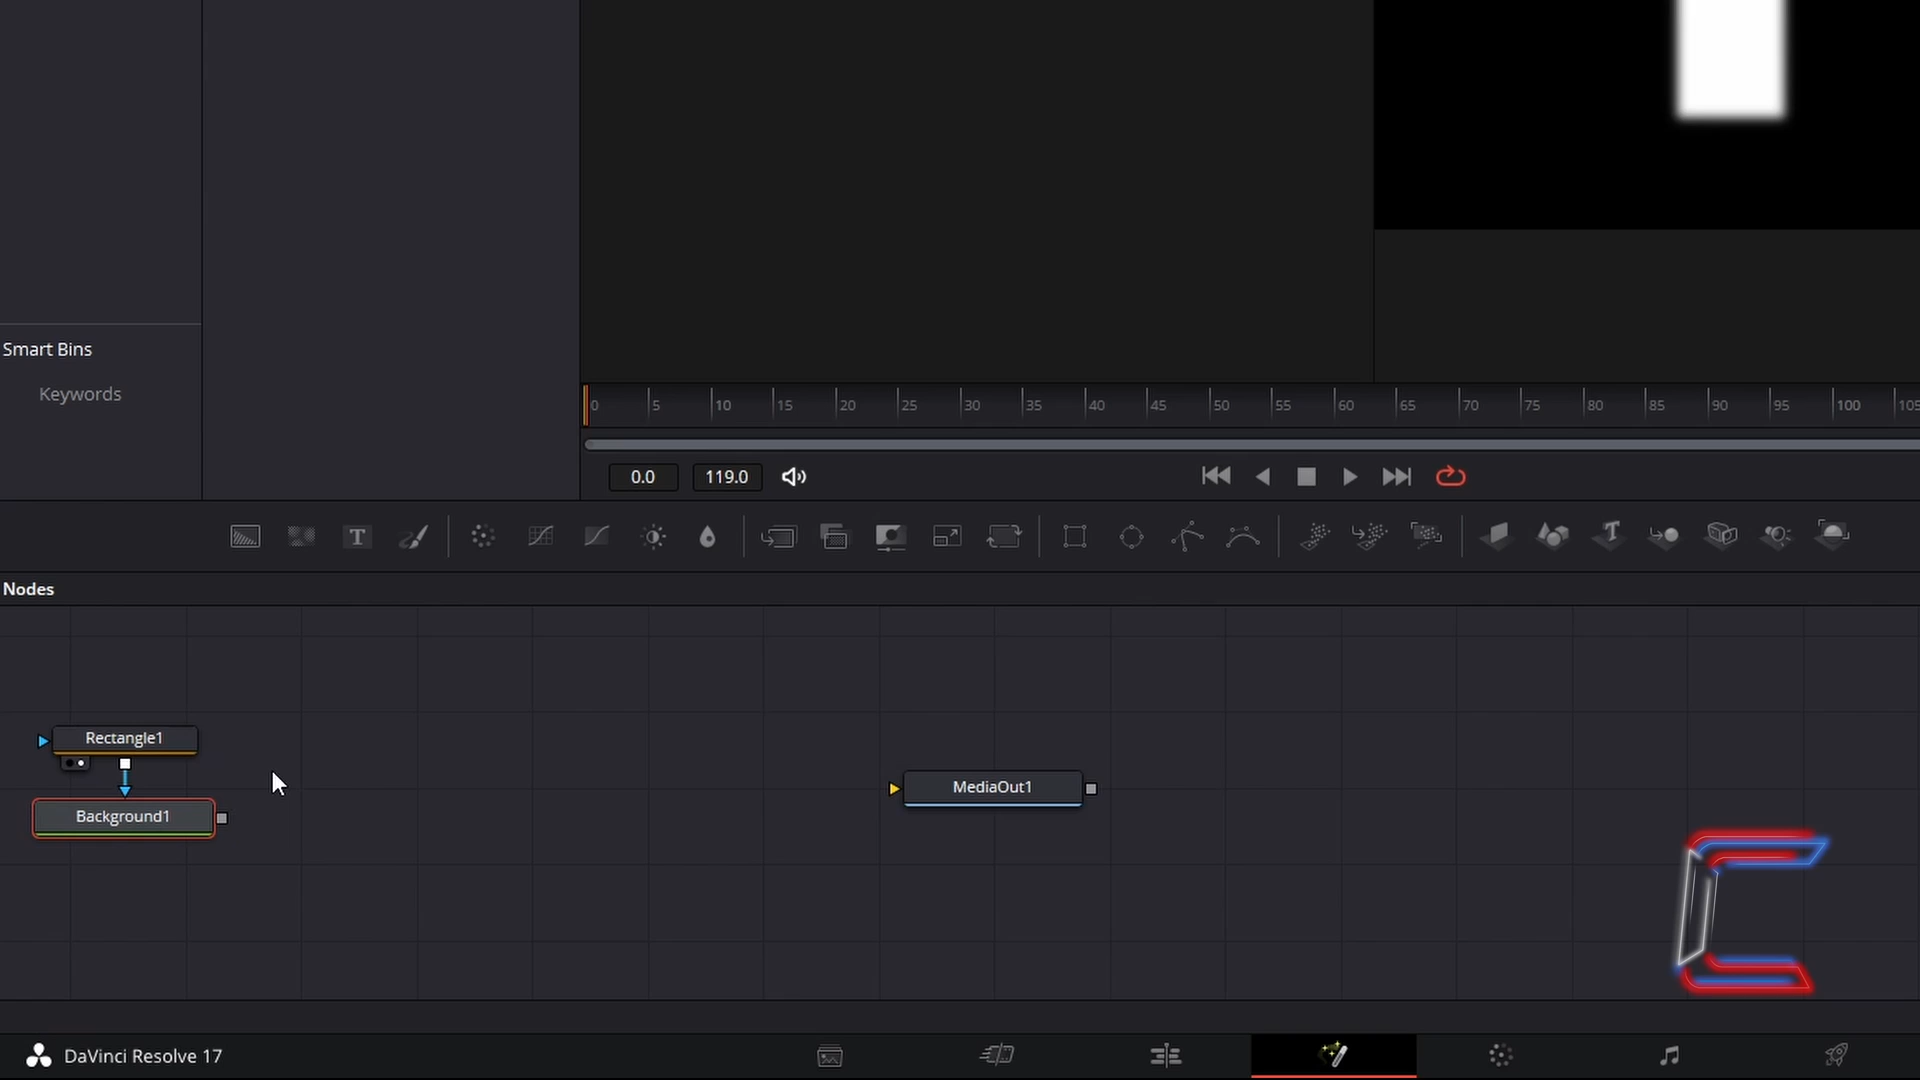 Smart Bins
Keywords
0 5 10 15 20 25 30 35 40 45 50 55 60 65 70 75 80 85 90 95 100 105
0.0 119.0
T
Nodes
Rectangle1
Background1
MediaOut1
DaVinci Resolve 17